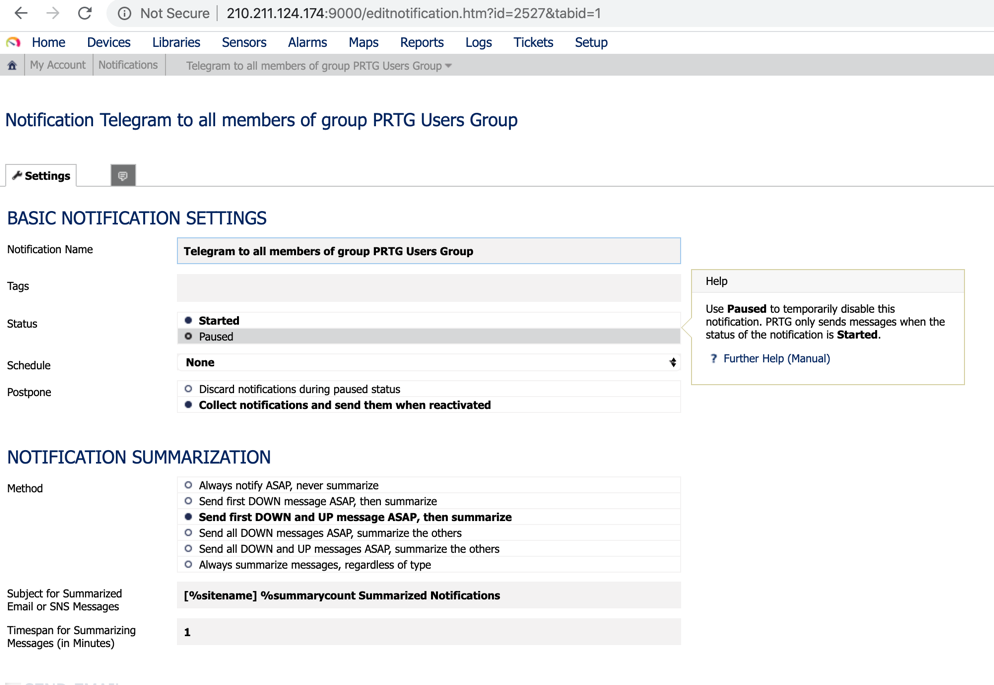 Not Secure | 210.211.124.174:9000/editnotification.htm?id=2527&tabid=1
Home Devices Libraries Sensors Alarms Maps Reports Logs Tickets Setup
My Account Notifications Telegram to all members of group PRTG Users Group
Notification Telegram to all members of group PRTG Users Group
Settings
BASIC NOTIFICATION SETTINGS
Notification Name Telegram to all members of group PRTG Users Group
Tags
Status Started
Paused
Help
Use Paused to temporarily disable this
notification. PRTG only sends messages when the
status of the notification is Started.
? Further Help (Manual)
Schedule None
Postpone Discard notifications during paused status
Collect notifications and send them when reactivated
NOTIFICATION SUMMARIZATION
Method Always notify ASAP, never summarize
Send first DOWN message ASAP, then summarize
Send first DOWN and UP message ASAP, then summarize
Send all DOWN messages ASAP, summarize the others
Send all DOWN and UP messages ASAP, summarize the others
Always summarize messages, regardless of type
Subject for Summarized
Email or SNS Messages
[%sitename] %summarycount Summarized Notifications
Timespan for Summarizing
Messages (in Minutes)
1